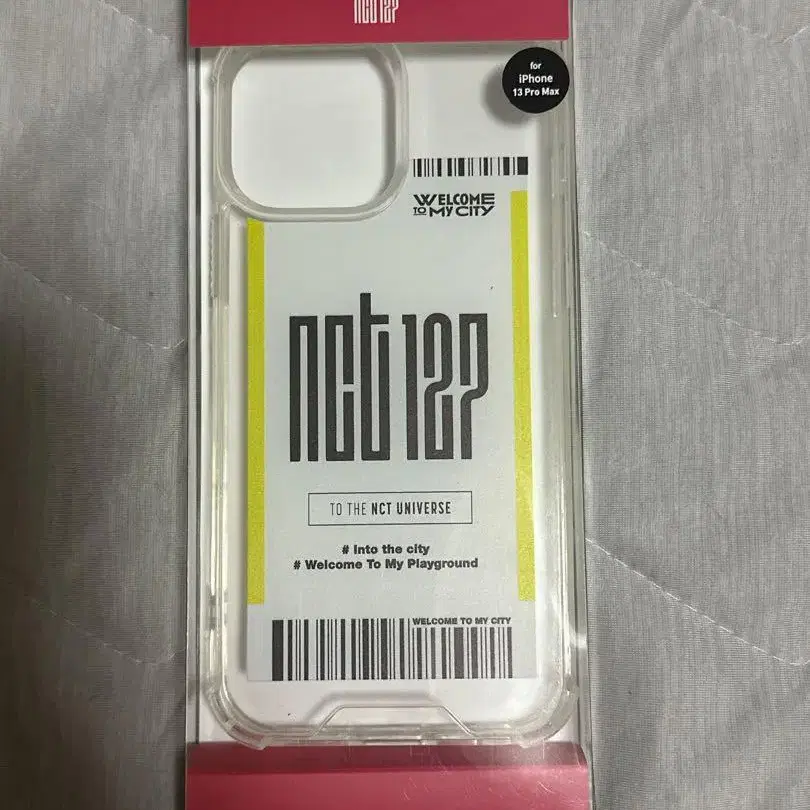 nct 127
for
iPhone
13 Pro Max
WELCOME
TO MY CITY
nct 127
TO THE NCT UNIVERSE
# Into the city
# Welcome To My Playground
WELCOME TO MY CITY